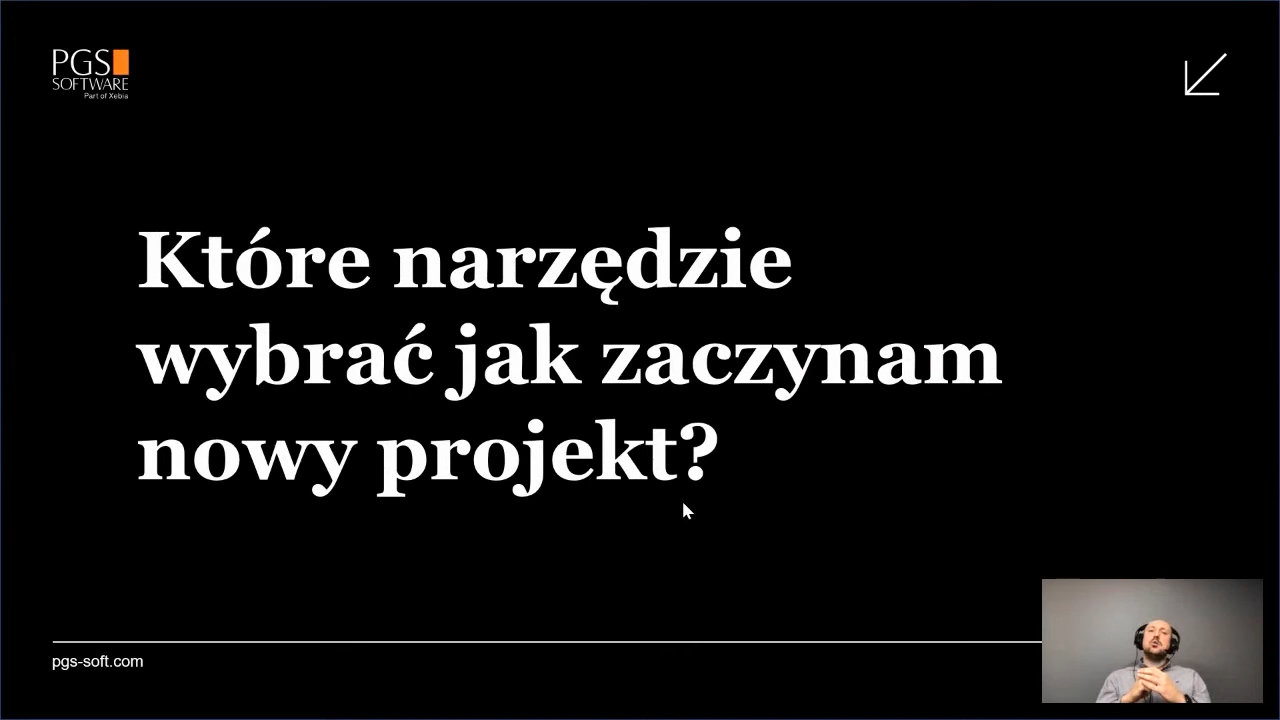 PGS
SOFTWARE
Part of Xebia
Które narzędzie
wybrać jak zaczynam
nowy projekt?
pgs-soft.com